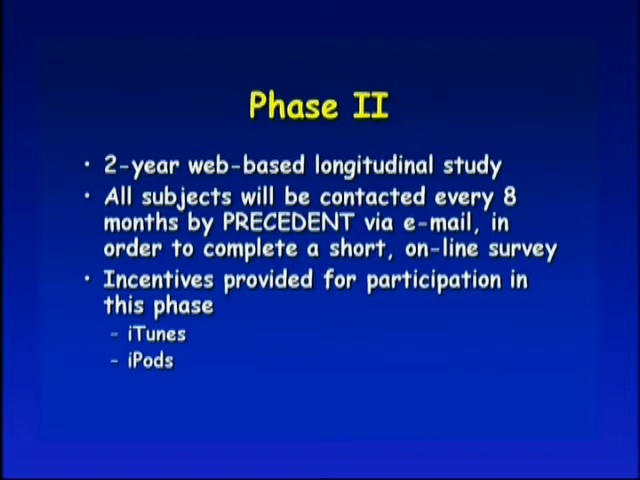 Phase II
• 2-year web-based longitudinal study
• All subjects will be contacted every 8
months by PRECEDENT via e-mail, in
order to complete a short, on-line survey
• Incentives provided for participation in
this phase
– iTunes
– iPods